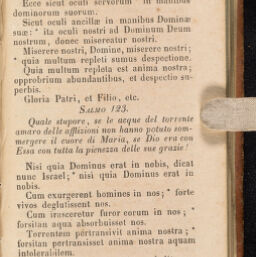 Ecce sicut oculi servorum * in manibus
dominorum suorum.
Sicut oculi ancillæ in manibus Dominæ
suæ: * ita oculi nostri ad Dominum Deum
nostrum, donec misereatur nostri.
Miserere nostri, Domine, miserere nostri;
* quia multum repleti sumus despectione.
Quia multum repleta est anima nostra;
opprobrium abundantibus, et despectio su-
perbis.
Gloria Patri, et Filio, etc.
SALMO 123.
Quale stupore, se le acque del torrente
amaro delle afflizioni non hanno potuto som-
mergere il cuore di Maria, se Dio era con
Essa con tutta la pienezza delle sue grazie!
Nisi quia Dominus erat in nobis, dicat
nunc Israel; * nisi quia Dominus erat in
nobis.
Cum exurgerent homines in nos; * forte
vivos deglutissent nos.
Cum irasceretur furor eorum in nos; *
forsitan aqua absorbuisset nos.
Torrentem pertransivit anima nostra; *
forsitan pertransisset anima nostra aquam
intolerabilem.